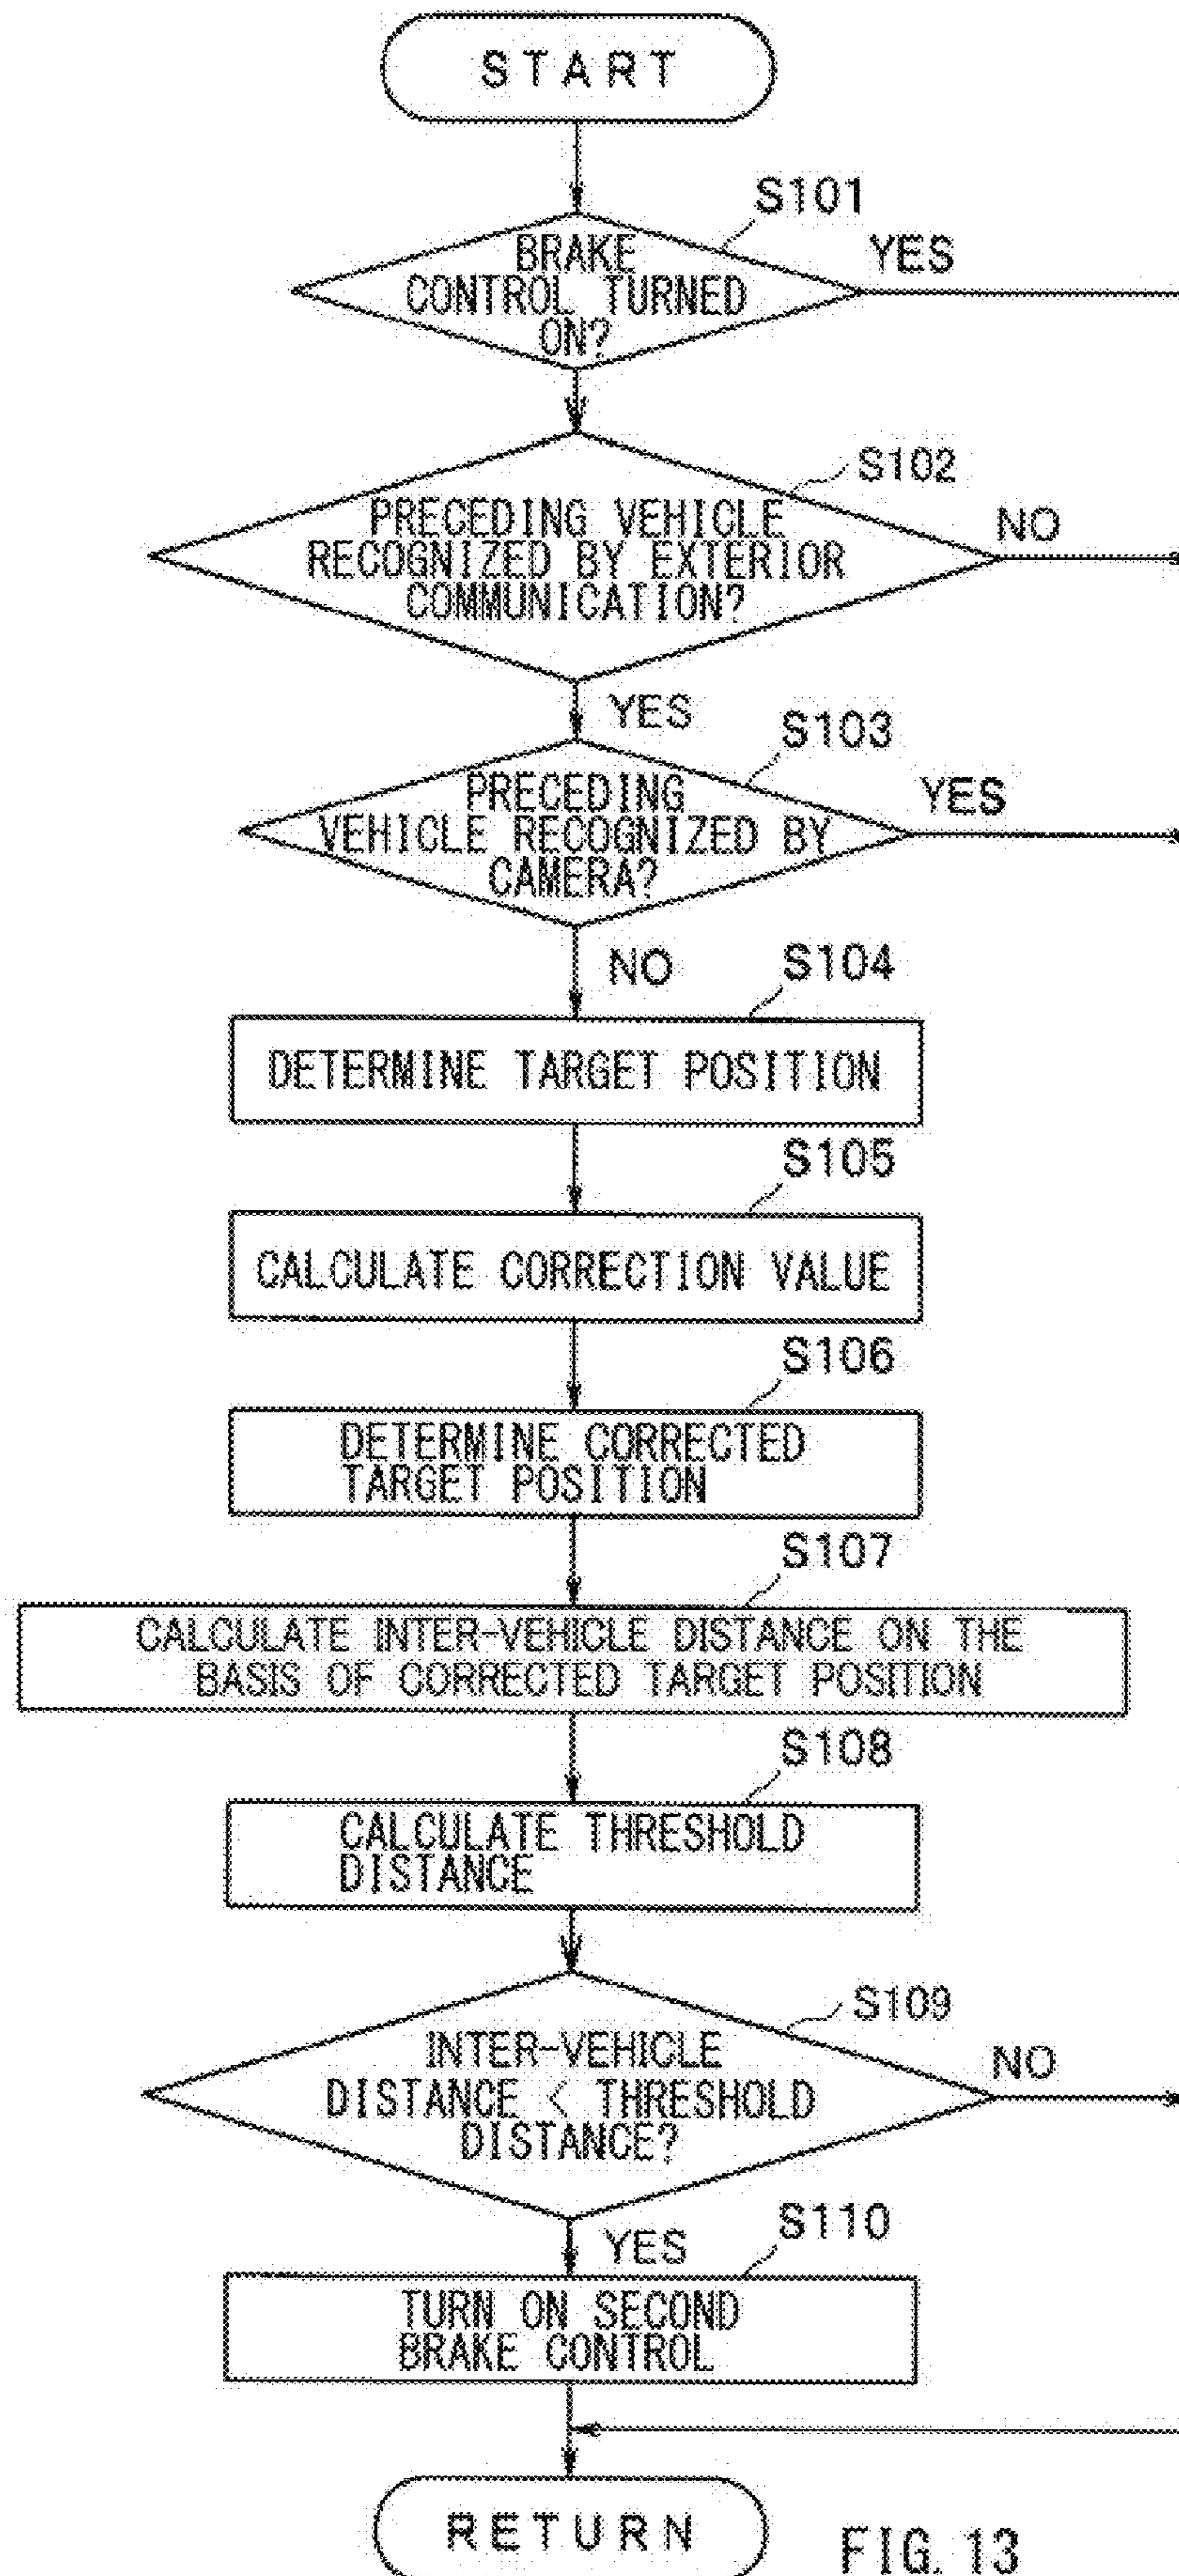 START
S101
BRAKE
CONTROL TURNED
ON?
YES
S102
PRECEDING VEHICLE
RECOGNIZED BY EXTERIOR
COMMUNICATION?
NO
YES
S103
PRECEDING
VEHICLE RECOGNIZED BY
CAMERA?
YES
NO
S104
DETERMINE TARGET POSITION
S105
CALCULATE CORRECTION VALUE
S106
DETERMINE CORRECTED
TARGET POSITION
S107
CALCULATE INTER-VEHICLE DISTANCE ON THE
BASIS OF CORRECTED TARGET POSITION
S108
CALCULATE THRESHOLD
DISTANCE
S109
INTER-VEHICLE
DISTANCE < THRESHOLD
DISTANCE?
NO
YES
S110
TURN ON SECOND
BRAKE CONTROL
RETURN
FIG. 13